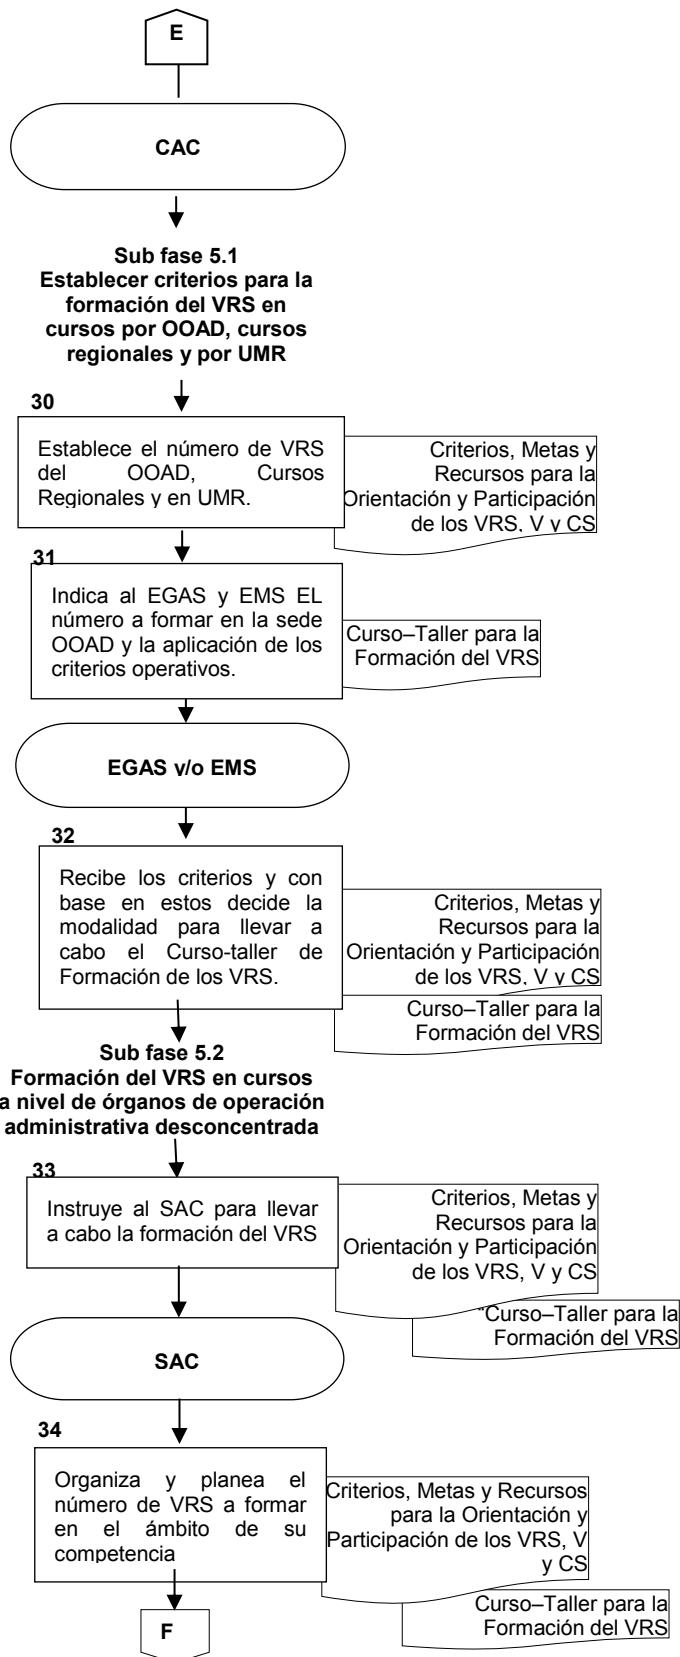 E
CAC
Sub fase 5.1
Establecer criterios para la
formación del VRS en
cursos por OOAD, cursos
regionales y por UMR
30
Establece el número de VRS
del OOAD, Cursos
Regionales y en UMR.
Criterios, Metas y
Recursos para la
Orientación y Participación
de los VRS, V y CS
31
Indica al EGAS y EMS EL
número a formar en la sede
OOAD y la aplicación de los
criterios operativos.
Curso–Taller para la
Formación del VRS
EGAS y/o EMS
32
Recibe los criterios y con
base en estos decide la
modalidad para llevar a
cabo el Curso-taller de
Formación de los VRS.
Criterios, Metas y
Recursos para la
Orientación y Participación
de los VRS, V y CS
Curso–Taller para la
Formación del VRS
Sub fase 5.2
Formación del VRS en cursos
a nivel de órganos de operación
administrativa desconcentrada
33
Instruye al SAC para llevar
a cabo la formación del VRS
Criterios, Metas y
Recursos para la
Orientación y Participación
de los VRS, V y CS
"Curso–Taller para la
Formación del VRS
SAC
34
Organiza y planea el
número de VRS a formar
en el ámbito de su
competencia
Criterios, Metas y Recursos
para la Orientación y
Participación de los VRS, V
y CS
Curso–Taller para la
Formación del VRS
F